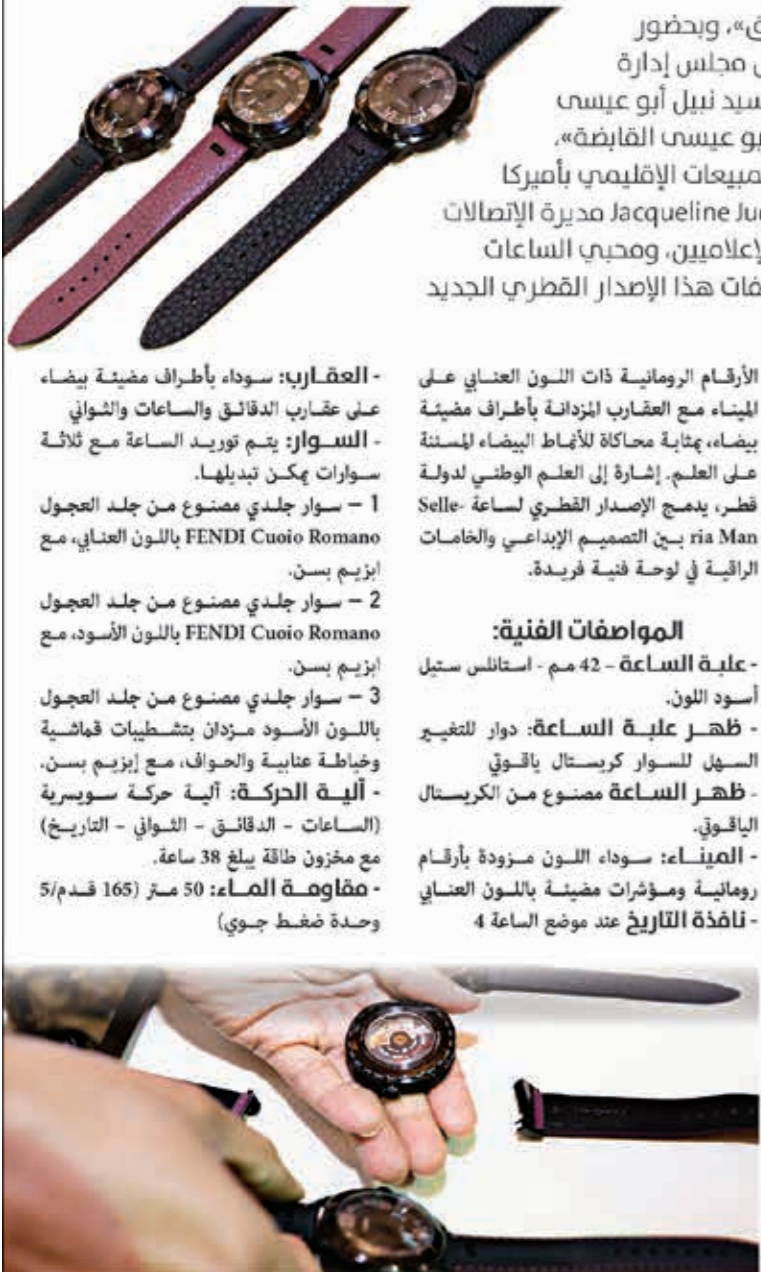 ق»، وبحضور
مجلس إدارة
سيد نبيل أبو عيسى
بو عيسى القابضة»،
مبيعات الإقليمي بأميركا
Jacqueline مديرة الإتصالات
لإعلاميين، ومحبي الساعات
فات هذا الإصدار القطري الجديد
الأرقام الرومانية ذات اللون العنابي على
الميناء مع العقارب المزدانة بأطراف مضيئة
بيضاء، بمثابة محاكاة للأنماط البيضاء المسننة
على العلم. إشارة إلى العلم الوطني لدولة
قطر، يدمج الإصدار القطري لساعة Selle-
ria Man بين التصميم الإبداعي والخامات
الراقية في لوحة فنية فريدة.
المواصفات الفنية:
- علبة الساعة – 42 مم - استانلس ستيل
أسود اللون.
- ظهر علبة الساعة: دوار للتغيير
السهل للسوار كريستال ياقوتي
- ظهر الساعة مصنوع من الكريستال
الياقوتي.
- الميناء: سوداء اللون مزودة بأرقام
رومانية ومؤشرات مضيئة باللون العنابي
- نافذة التاريخ عند موضع الساعة 4
- العقارب: سوداء بأطراف مضيئة بيضاء
على عقارب الدقائق والساعات والثواني
- السوار: يتم توريد الساعة مع ثلاثة
سوارات يمكن تبديلها.
1 – سوار جلدي مصنوع من جلد العجول
FENDI Cuoio Romano باللون العنابي، مع
ابزيم بسن.
2 – سوار جلدي مصنوع من جلد العجول
FENDI Cuoio Romano باللون الأسود، مع
ابزيم بسن.
3 – سوار جلدي مصنوع من جلد العجول
باللون الأسود مزدان بتشطيبات قماشية
وخياطة عنابية والحواف، مع إبزيم بسن.
- آلية الحركة: آلية حركة سويسرية
(الساعات – الدقائق – الثواني – التاريخ)
مع مخزون طاقة يبلغ 38 ساعة.
- مقاومة الماء: 50 متر (165 قدم/5
وحدة ضغط جوي)